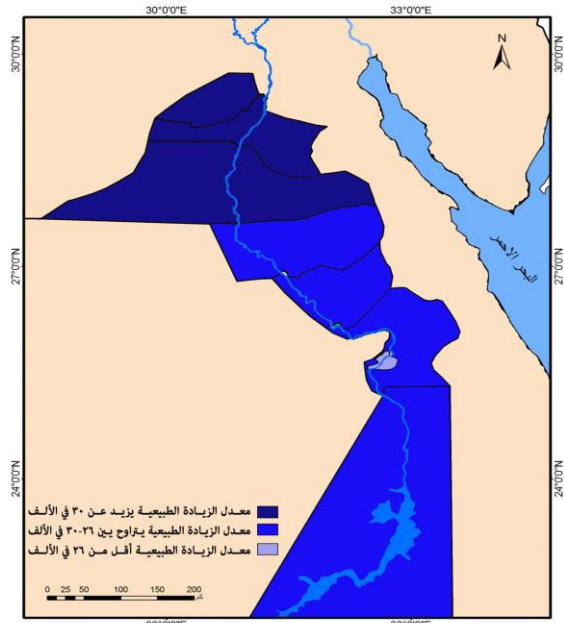 30°0'0"E 33°0'0"E
30°0'0"N 30°0'0"N
N
البحر الاحمر
27°0'0"N 27°0'0"N
24°0'0"N 24°0'0"N
معدل الزيادة الطبيعية يزيد عن ٣٠ في الألف
معدل الزيادة الطبيعية يتراوح بين ٢٦-٣٠ في الألف
معدل الزيادة الطبيعية أقل من ٢٦ في الألف
0 25 50 100 150 200
كم